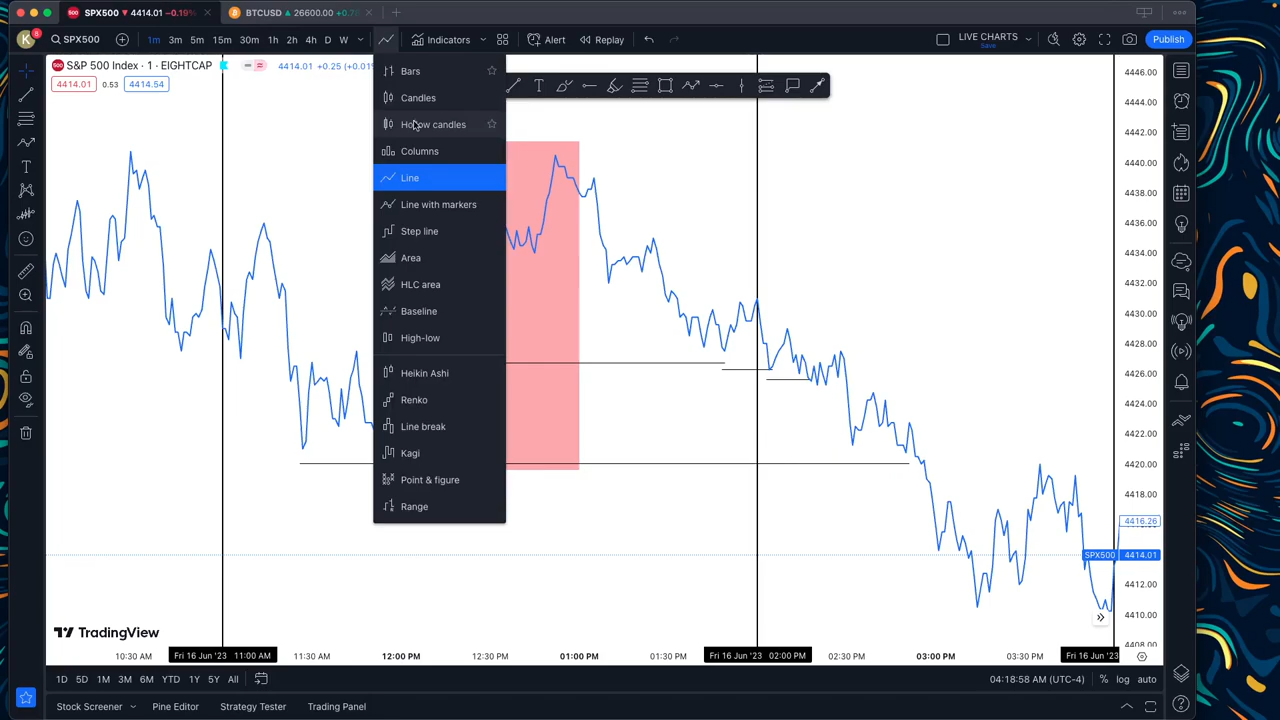 SPX500 ▲ 4414.01 −0.19%
BTCUSD ▲ 26600.00 +0.7
K
8
SPX500
1m 3m 5m 15m 30m 1h 2h 4h D W
Indicators
Alert
Replay
LIVE CHARTS
Save
Publish
S&P 500 Index · 1 · EIGHTCAP
4414.01 +0.25 (+0.01%
4414.01
0.53
4414.54
Bars
Candles
Hollow candles
Columns
Line
Line with markers
Step line
Area
HLC area
Baseline
High-low
Heikin Ashi
Renko
Line break
Kagi
Point & figure
Range
4446.00
4444.00
4442.00
4440.00
4438.00
4436.00
4434.00
4432.00
4430.00
4428.00
4426.00
4424.00
4422.00
4420.00
4418.00
4416.26
SPX500 4414.01
4412.00
4410.00
4408.00
TradingView
10:30 AM
Fri 16 Jun '23 11:00 AM
11:30 AM
12:00 PM
12:30 PM
01:00 PM
01:30 PM
Fri 16 Jun '23 02:00 PM
02:30 PM
03:00 PM
03:30 PM
Fri 16 Jun '23
1D 5D 1M 3M 6M YTD 1Y 5Y All
04:18:58 AM (UTC-4)
% log auto
Stock Screener
Pine Editor
Strategy Tester
Trading Panel